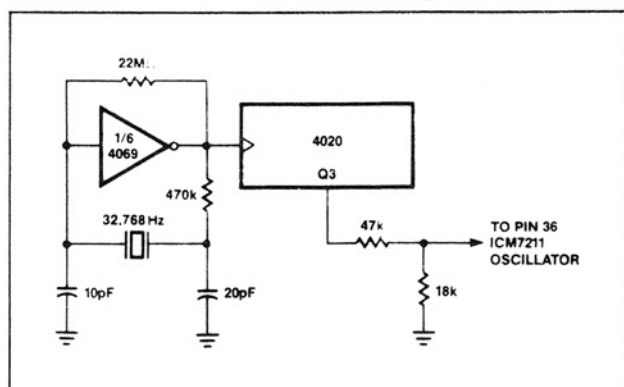 22M
1/6
4069
4020
Q3
470k
32,768 Hz
47k
TO PIN 36
ICM7211
OSCILLATOR
10pF
20pF
18k